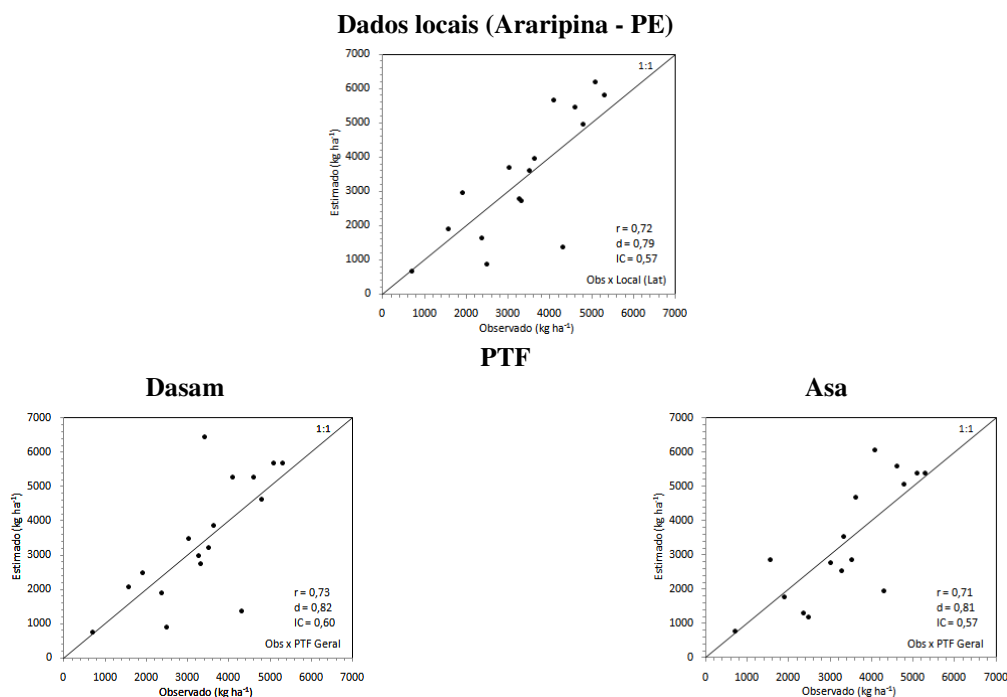 Dados locais (Araripina - PE)
7000
6000
5000
4000
3000
2000
1000
0
Estimado (kg ha⁻¹)
1:1
r = 0,72
d = 0,79
IC = 0,57
Obs x Local (Lat)
0 1000 2000 3000 4000 5000 6000 7000
Observado (kg ha⁻¹)
PTF
Dasam
7000
6000
5000
4000
3000
2000
1000
0
Estimado (kg ha⁻¹)
1:1
r = 0,73
d = 0,82
IC = 0,60
Obs x PTF Geral
0 1000 2000 3000 4000 5000 6000 7000
Observado (kg ha⁻¹)
Asa
7000
6000
5000
4000
3000
2000
1000
0
Estimado (kg ha⁻¹)
1:1
r = 0,71
d = 0,81
IC = 0,57
Obs x PTF Geral
0 1000 2000 3000 4000 5000 6000 7000
Observado (kg ha⁻¹)